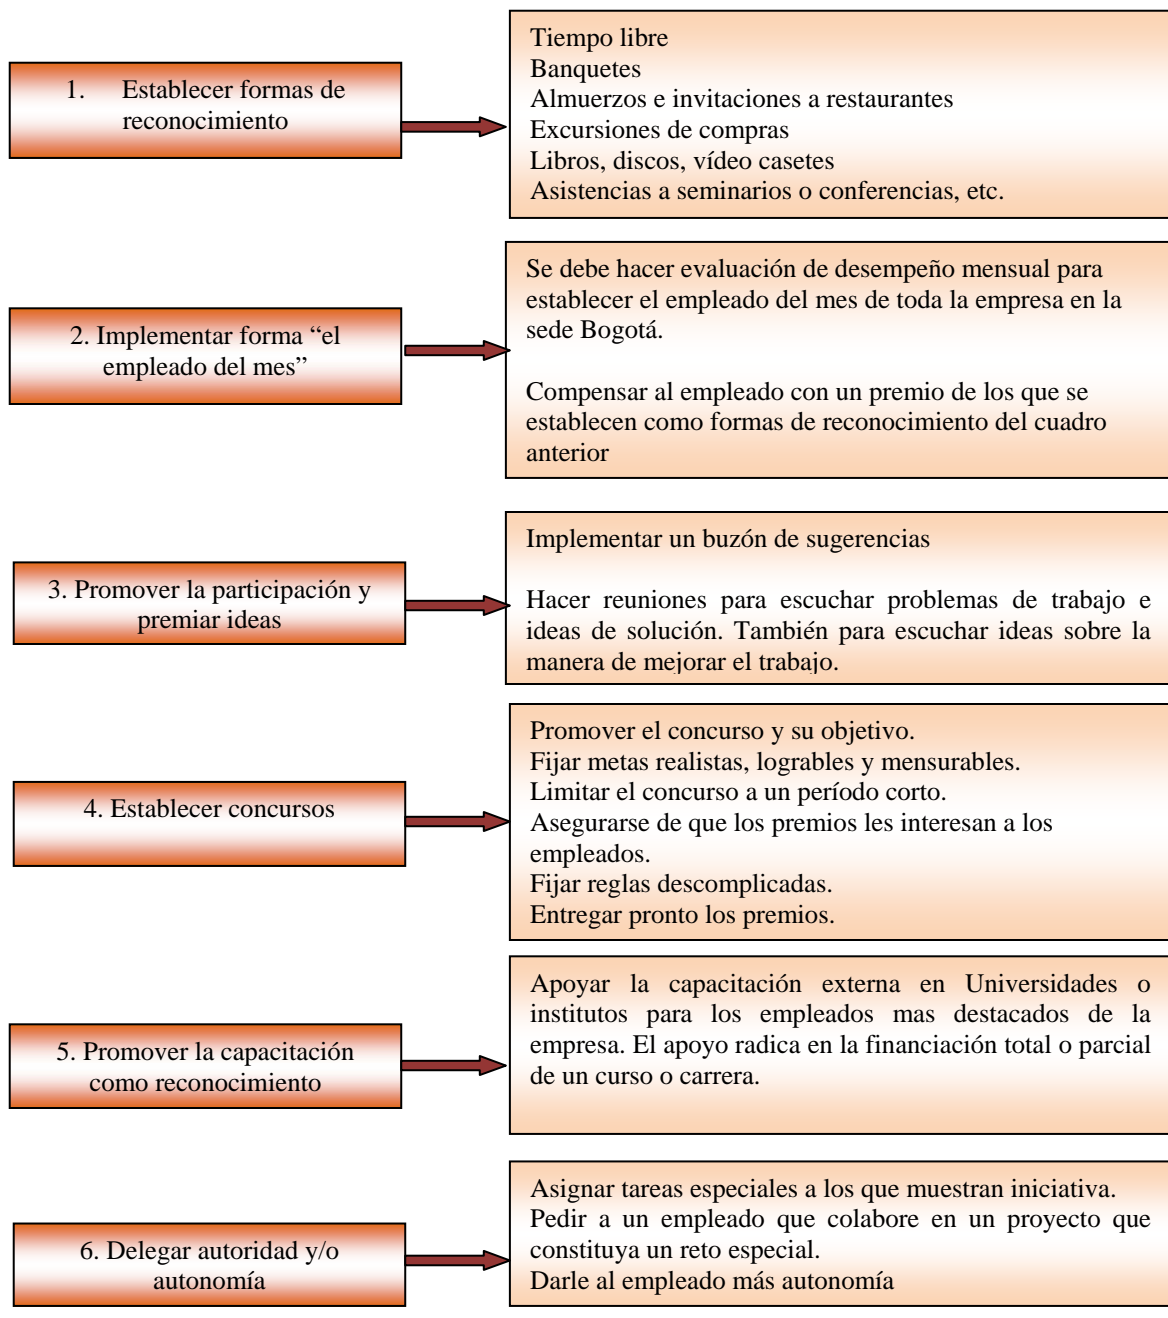 1. Establecer formas de
reconocimiento
Tiempo libre
Banquetes
Almuerzos e invitaciones a restaurantes
Excursiones de compras
Libros, discos, vídeo casetes
Asistencias a seminarios o conferencias, etc.
2. Implementar forma “el
empleado del mes”
Se debe hacer evaluación de desempeño mensual para
establecer el empleado del mes de toda la empresa en la
sede Bogotá.
Compensar al empleado con un premio de los que se
establecen como formas de reconocimiento del cuadro
anterior
3. Promover la participación y
premiar ideas
Implementar un buzón de sugerencias
Hacer reuniones para escuchar problemas de trabajo e
ideas de solución. También para escuchar ideas sobre la
manera de mejorar el trabajo.
4. Establecer concursos
Promover el concurso y su objetivo.
Fijar metas realistas, logrables y mensurables.
Limitar el concurso a un período corto.
Asegurarse de que los premios les interesan a los
empleados.
Fijar reglas descomplicadas.
Entregar pronto los premios.
5. Promover la capacitación
como reconocimiento
Apoyar la capacitación externa en Universidades o
institutos para los empleados mas destacados de la
empresa. El apoyo radica en la financiación total o parcial
de un curso o carrera.
6. Delegar autoridad y/o
autonomía
Asignar tareas especiales a los que muestran iniciativa.
Pedir a un empleado que colabore en un proyecto que
constituya un reto especial.
Darle al empleado más autonomía